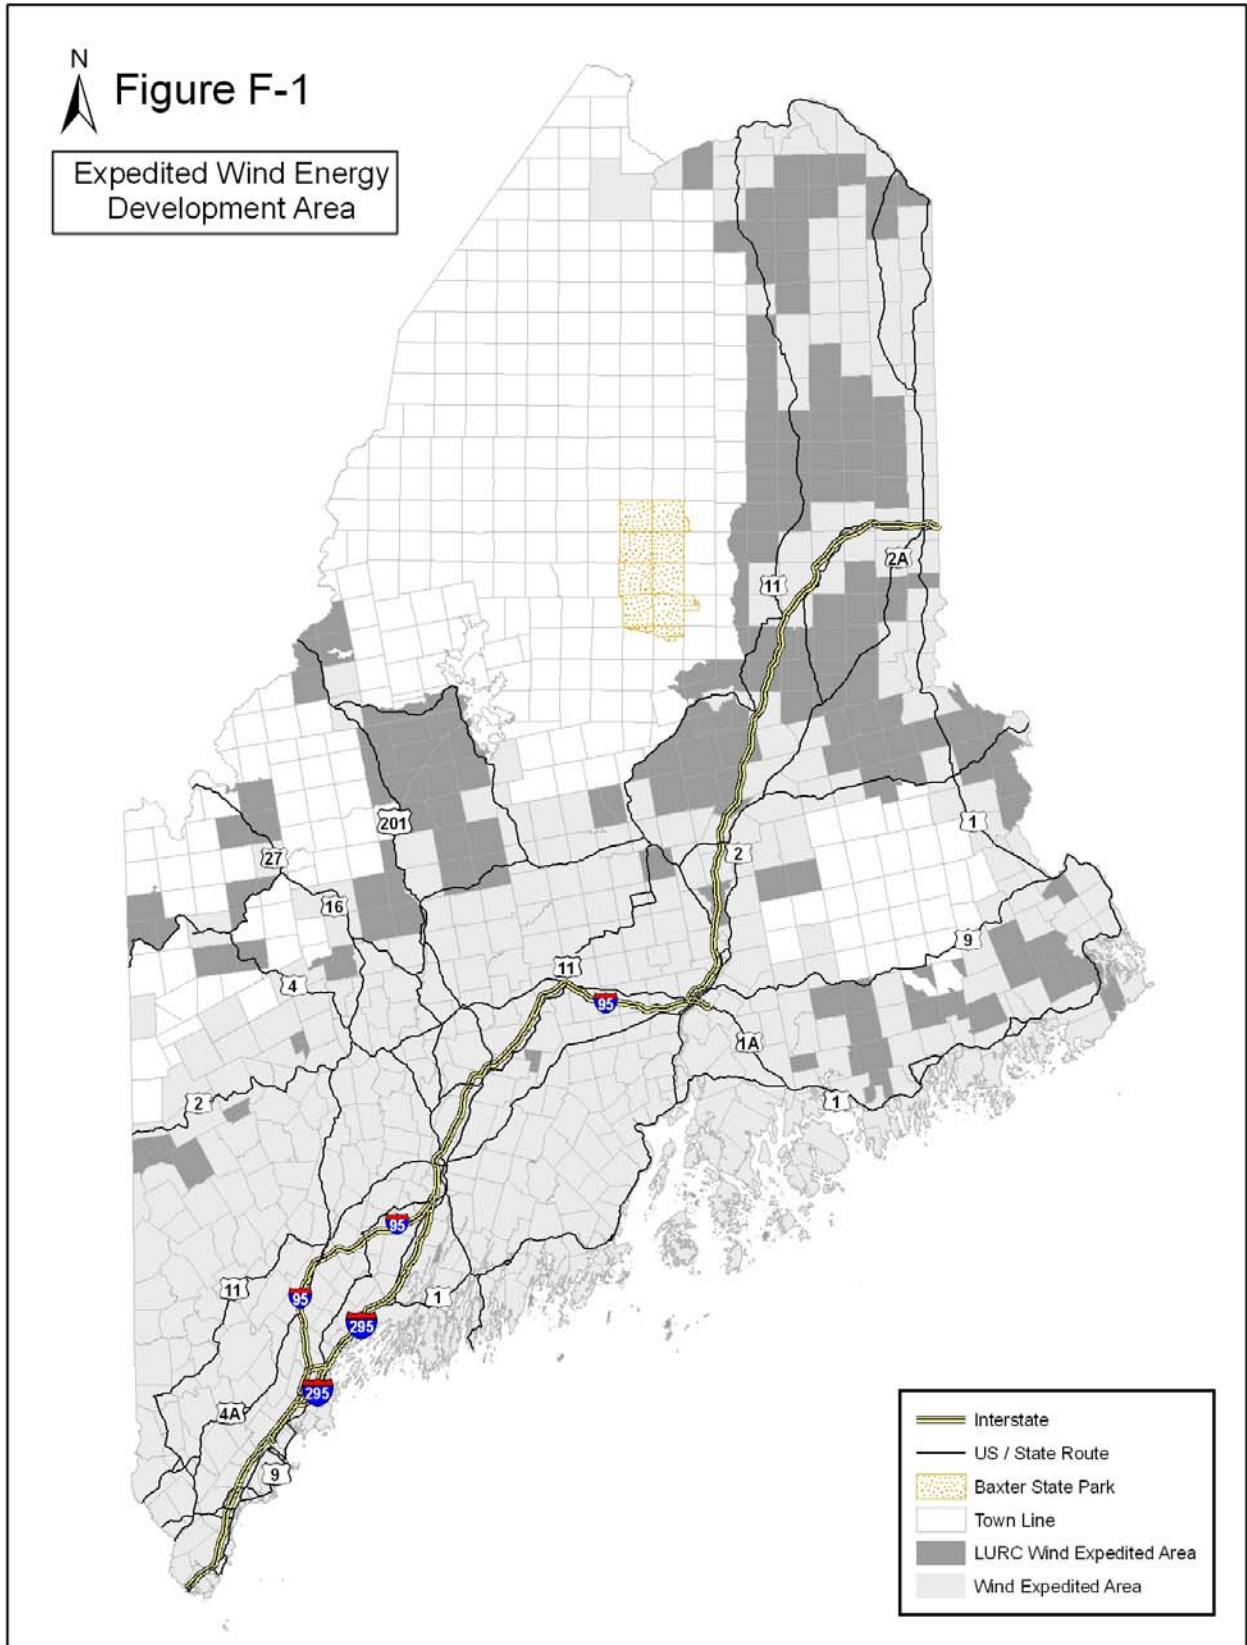 N
Figure F-1
Expedited Wind Energy
Development Area
11
2A
201
1
27
2
16
9
4
11
95
1A
2
1
95
11
95
1
295
295
4A
9
Interstate
US / State Route
Baxter State Park
Town Line
LURC Wind Expedited Area
Wind Expedited Area